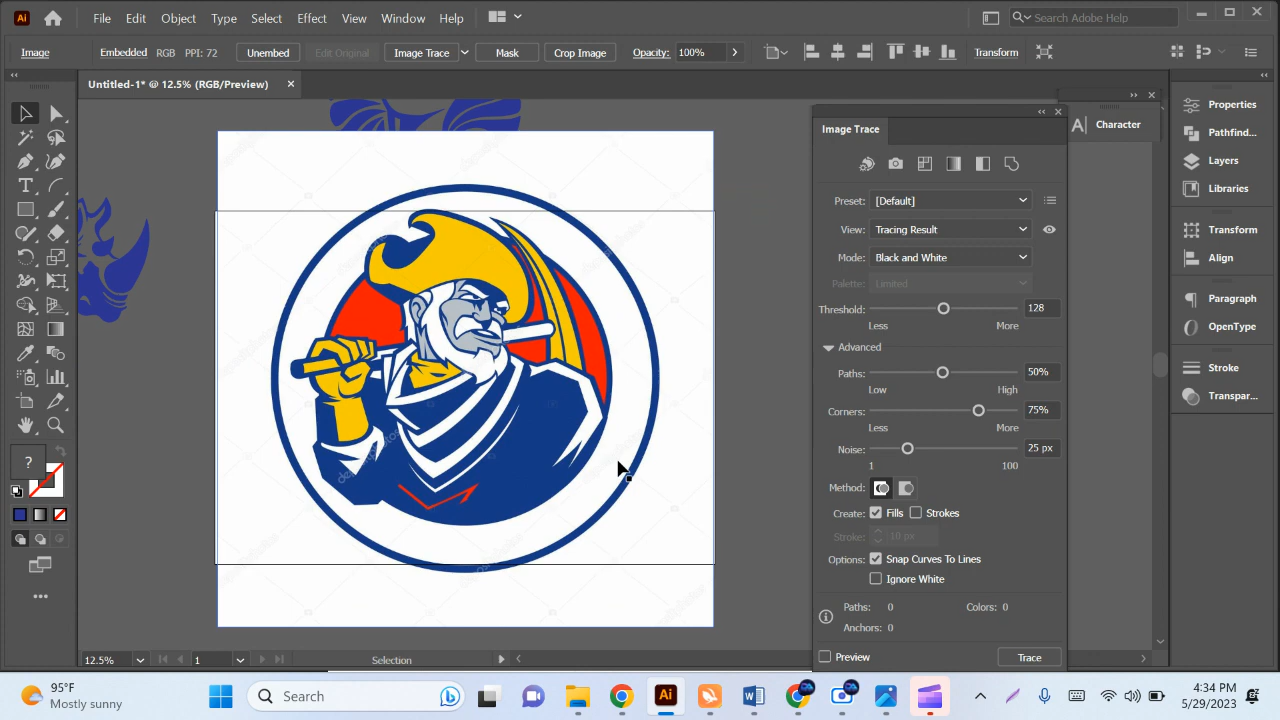 Ai File Edit Object Type Select Effect View Window Help Search Adobe Help
Image Embedded RGB PPI: 72 Unembed Edit Original Image Trace Mask Crop Image Opacity: 100% Transform
Untitled-1* @ 12.5% (RGB/Preview)
Image Trace
Preset: [Default]
View: Tracing Result
Mode: Black and White
Palette: Limited
Threshold: 128
Less More
Advanced
Paths: 50%
Low High
Corners: 75%
Less More
Noise: 25 px
1 100
Method:
Create: Fills Strokes
Stroke: 10 px
Options: Snap Curves To Lines
Ignore White
Paths: 0 Colors: 0
Anchors: 0
Preview Trace
Character
Properties
Pathfind...
Layers
Libraries
Transform
Align
Paragraph
OpenType
Stroke
Transpar...
?
depositphotos
12.5% 1 Selection
95°F
Mostly sunny
Search
Ai
4:34 PM
5/29/2023